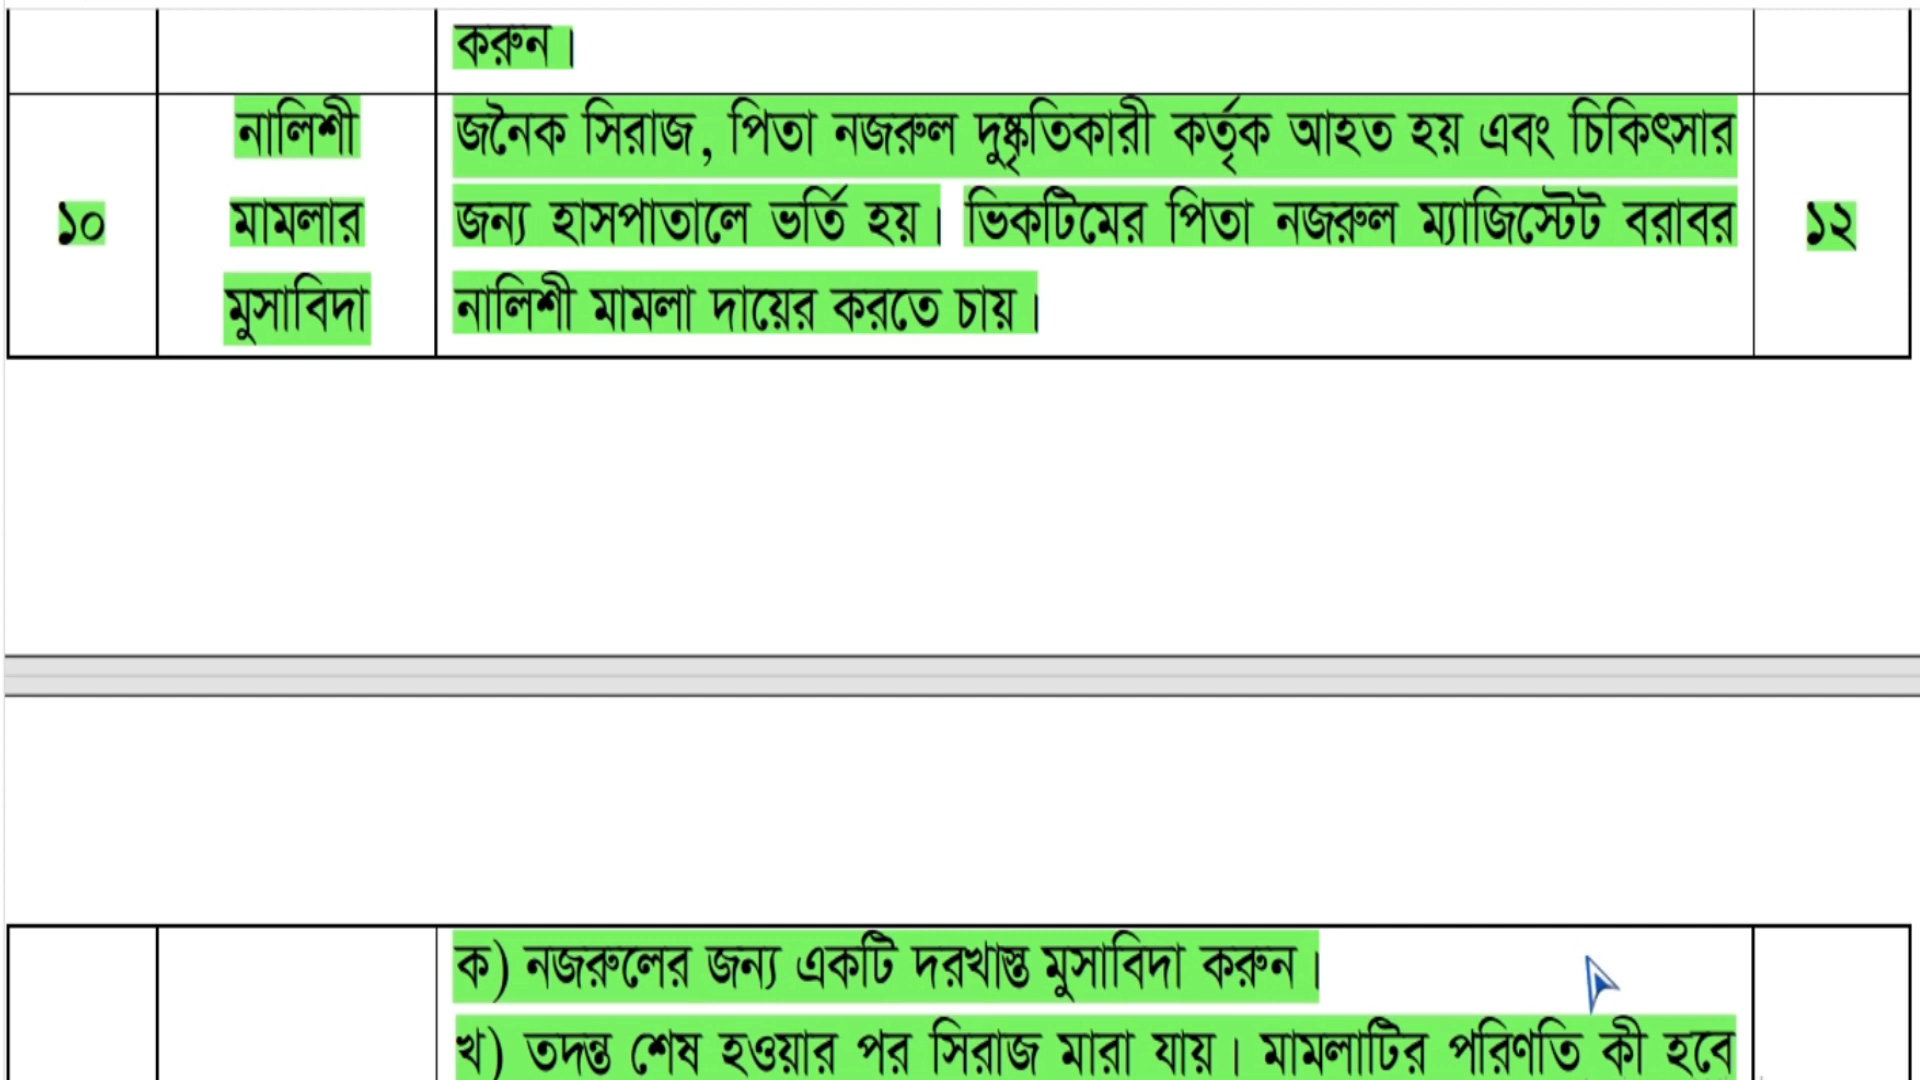 করুন।
১০
নালিশী
মামলার
মুসাবিদা
জনৈক সিরাজ, পিতা নজরুল দুষ্কৃতিকারী কর্তৃক আহত হয় এবং চিকিৎসার
জন্য হাসপাতালে ভর্তি হয়। ভিকটিমের পিতা নজরুল ম্যাজিস্টেট বরাবর
নালিশী মামলা দায়ের করতে চায়।
১২
ক) নজরুলের জন্য একটি দরখাস্ত মুসাবিদা করুন।
খ) তদন্ত শেষ হওয়ার পর সিরাজ মারা যায়। মামলাটির পরিণতি কী হবে